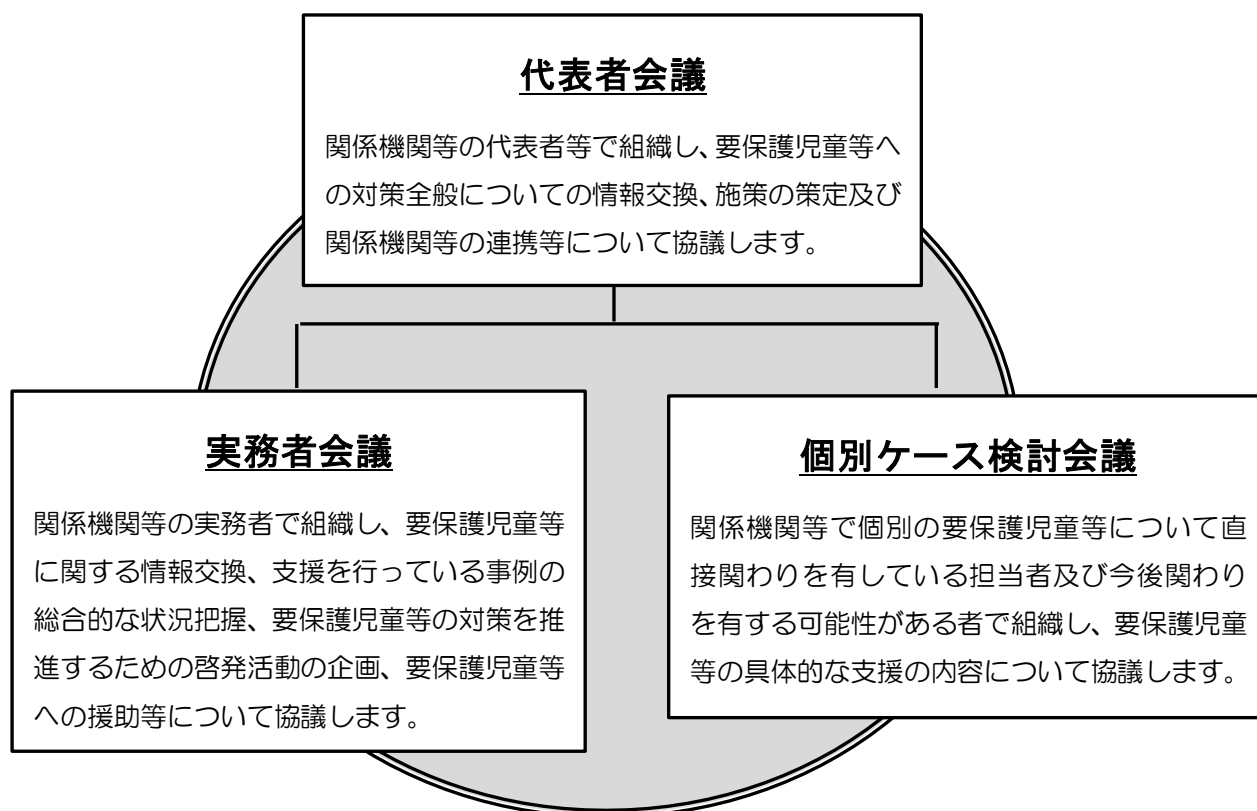 代表者会議
関係機関等の代表者等で組織し、要保護児童等へ
の対策全般についての情報交換、施策の策定及び
関係機関等の連携等について協議します。
実務者会議
関係機関等の実務者で組織し、要保護児童等
に関する情報交換、支援を行っている事例の
総合的な状況把握、要保護児童等の対策を推
進するための啓発活動の企画、要保護児童等
への援助等について協議します。
個別ケース検討会議
関係機関等で個別の要保護児童等について直
接関わりを有している担当者及び今後関わり
を有する可能性がある者で組織し、要保護児童
等の具体的な支援の内容について協議します。